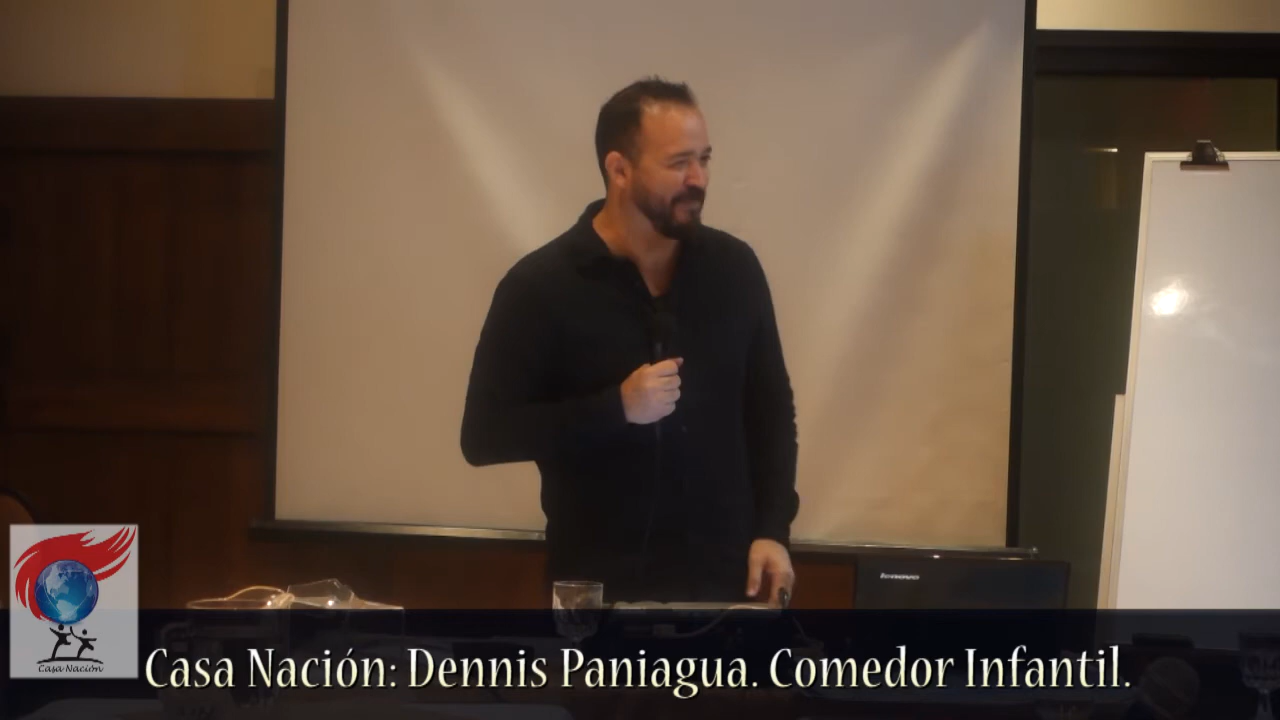 lenovo
Casa Nación
Casa Nación: Dennis Paniagua. Comedor Infantil.